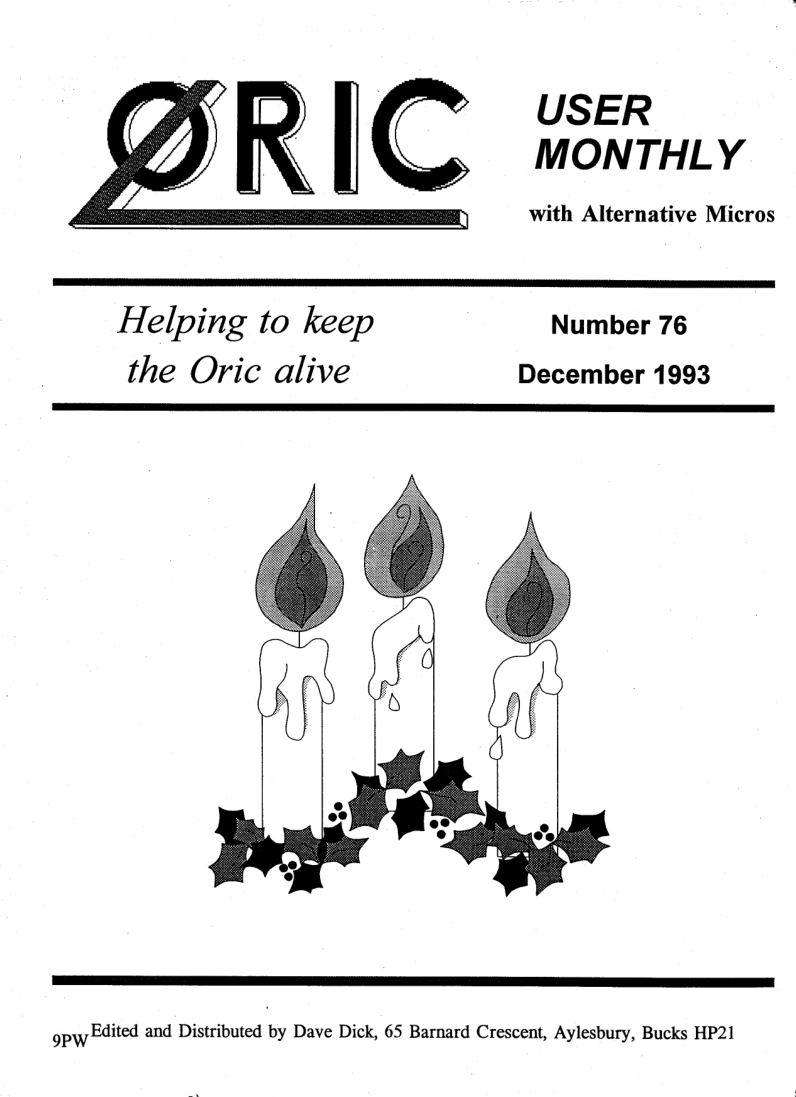 ORIC
USER
MONTHLY
with Alternative Micros
Helping to keep
the Oric alive
Number 76
December 1993
9PW Edited and Distributed by Dave Dick, 65 Barnard Crescent, Aylesbury, Bucks HP21